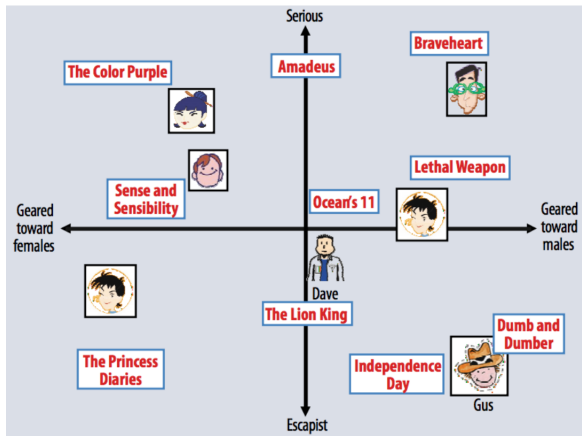 Serious
Braveheart
The Color Purple
Amadeus
Lethal Weapon
Sense and
Sensibility
Ocean's 11
Geared
toward
females
Geared
toward
males
Dave
The Lion King
Dumb and
Dumber
The Princess
Diaries
Independence
Day
Gus
Escapist